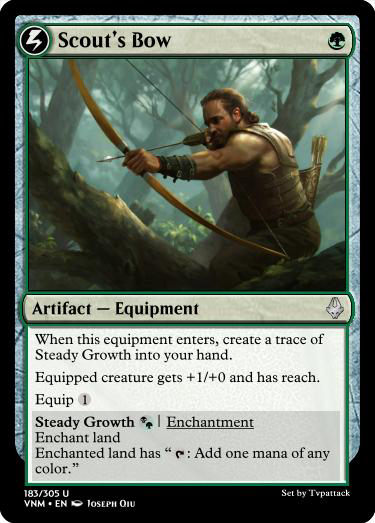 Scout's Bow
Artifact — Equipment
When this equipment enters, create a trace of
Steady Growth into your hand.
Equipped creature gets +1/+0 and has reach.
Equip 1
Steady Growth | Enchantment
Enchant land
Enchanted land has “ : Add one mana of any
color.”
183/305 U
Set by Tvpattack
VNM • EN Joseph Qiu